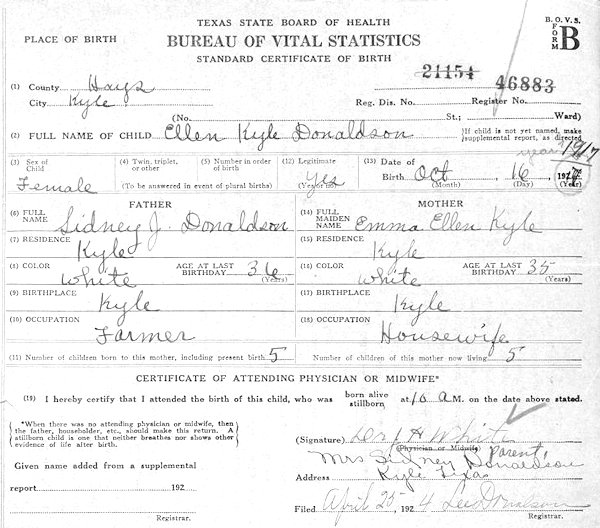 TEXAS STATE BOARD OF HEALTH
B. O. V. S.
FORM B
PLACE OF BIRTH
BUREAU OF VITAL STATISTICS
STANDARD CERTIFICATE OF BIRTH
21154
46883
(1) County Hays
City Kyle
Reg. Dis. No. Register No.
(No. St.; Ward)
(2) FULL NAME OF CHILD Ellen Kyle Donaldson
If child is not yet named, make
supplemental report, as directed
year 1917
(3) Sex of Child Female
(4) Twin, triplet, or other
(5) Number in order of birth
(To be answered in event of plural births)
(12) Legitimate Yes (Yes or no)
(13) Date of Birth Oct 16 192
(Month) (Day) (Year)
FATHER
MOTHER
(6) FULL NAME Sidney J. Donaldson
(14) FULL MAIDEN NAME Emma Ellen Kyle
(7) RESIDENCE Kyle
(15) RESIDENCE Kyle
(8) COLOR White AGE AT LAST BIRTHDAY 36 (Years)
(16) COLOR White AGE AT LAST BIRTHDAY 35 (Years)
(9) BIRTHPLACE Kyle
(17) BIRTHPLACE Kyle
(10) OCCUPATION Farmer
(18) OCCUPATION Housewife
(11) Number of children born to this mother, including present birth 5
Number of children of this mother now living 5
CERTIFICATE OF ATTENDING PHYSICIAN OR MIDWIFE*
(19) I hereby certify that I attended the birth of this child, who was born alive stillborn at 10 A M. on the date above stated.
*When there was no attending physician or midwife, then
the father, householder, etc., should make this return. A
stillborn child is one that neither breathes nor shows other
evidence of life after birth.
(Signature) White
(Physician or Midwife) Parent,
Mrs Sidney Donaldson
Given name added from a supplemental
Address Kyle Texas
report 192
Filed April 25 192 4 Lee Donalson
Registrar.
Registrar.